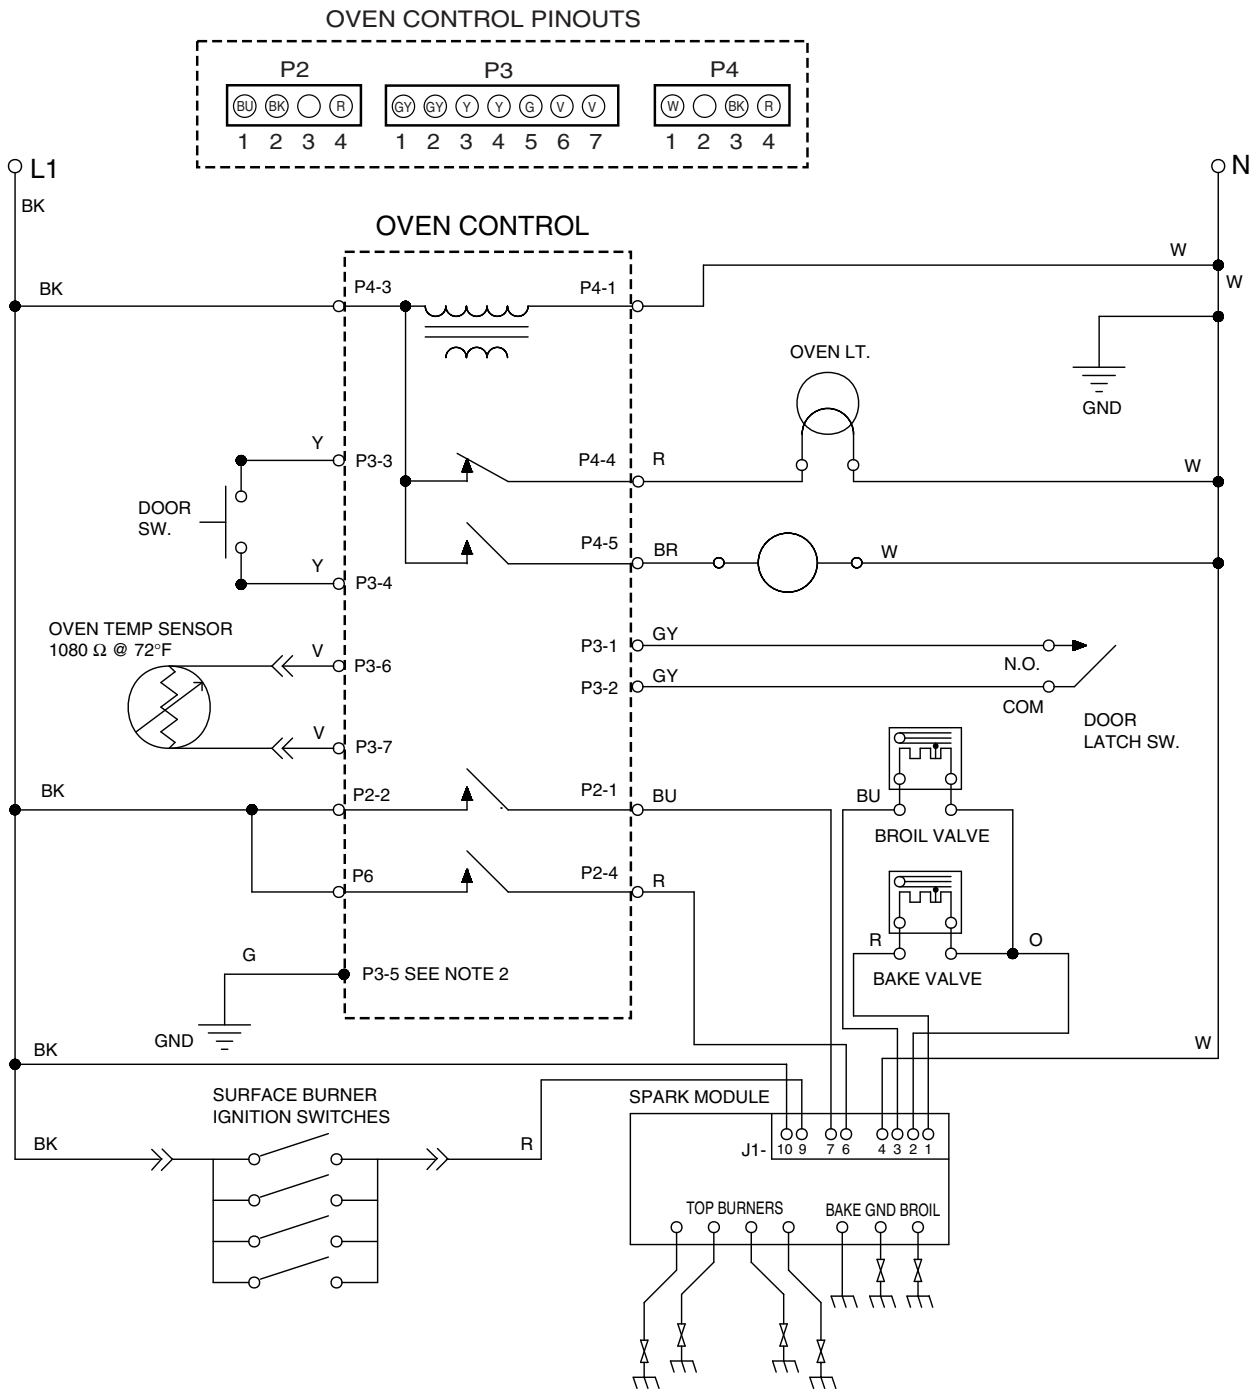 OVEN CONTROL PINOUTS
P2 P3 P4
BU BK R GY GY Y Y G V V W BK R
1 2 3 4 1 2 3 4 5 6 7 1 2 3 4
L1
N
BK
OVEN CONTROL
W
W
BK
P4-3
P4-1
OVEN LT.
GND
Y
P3-3
P4-4
R
W
DOOR
SW.
P4-5
BR
W
Y
P3-4
OVEN TEMP SENSOR
1080 Ω @ 72°F
V
P3-6
P3-1
GY
N.O.
P3-2
GY
COM
DOOR
LATCH SW.
V
P3-7
BK
P2-2
P2-1
BU
BU
BROIL VALVE
P6
P2-4
R
R
O
BAKE VALVE
G
P3-5 SEE NOTE 2
GND
BK
W
SURFACE BURNER
IGNITION SWITCHES
SPARK MODULE
BK
R
J1- 10 9 7 6 4 3 2 1
TOP BURNERS
BAKE GND BROIL